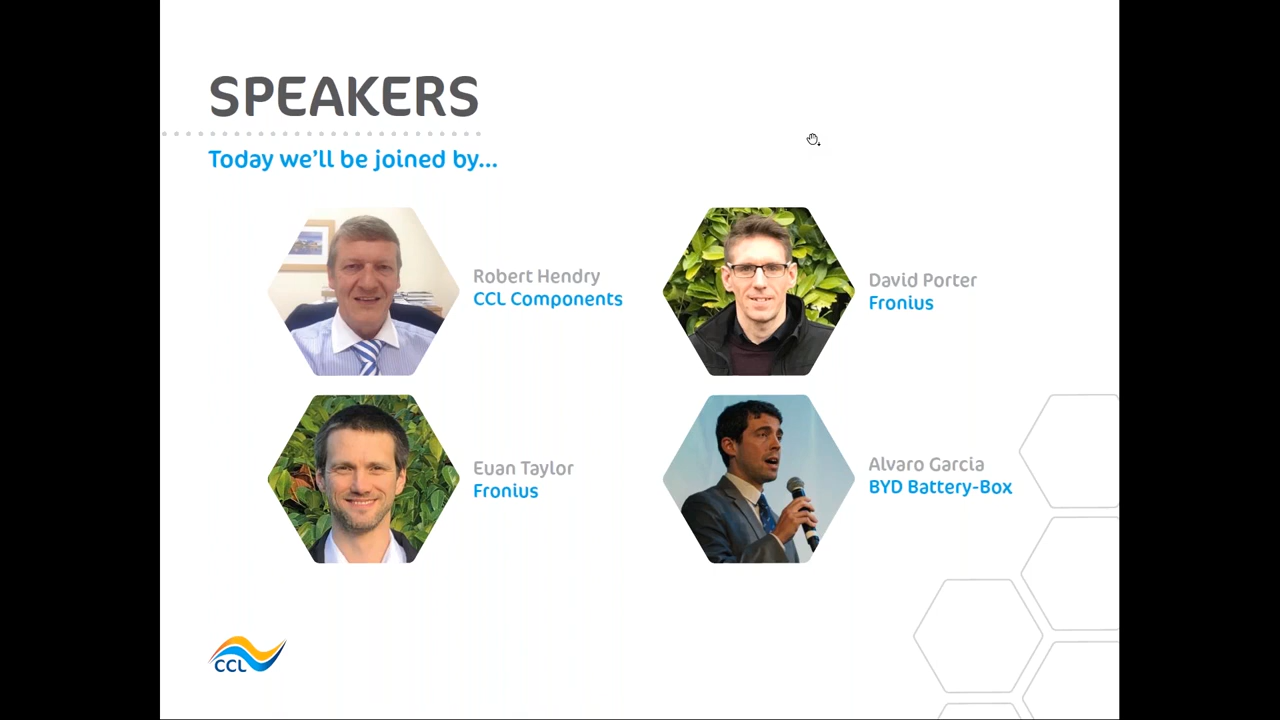 SPEAKERS
Today we'll be joined by...
Robert Hendry
CCL Components
David Porter
Fronius
Euan Taylor
Fronius
Alvaro Garcia
BYD Battery-Box
CCL